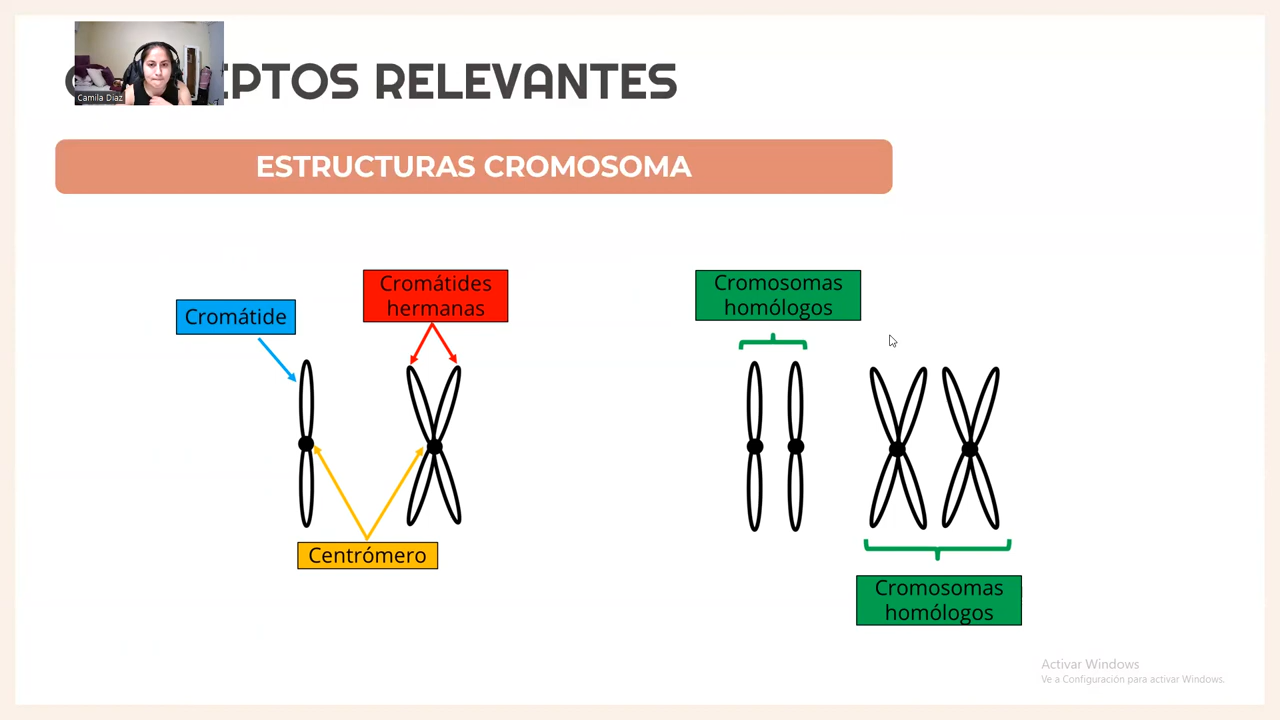 Camila Diaz
RELEVANTES
ESTRUCTURAS CROMOSOMA
Cromátide
Cromátides
hermanas
Centrómero
Cromosomas
homólogos
Cromosomas
homólogos
Activar Windows
Ve a Configuración para activar Windows.